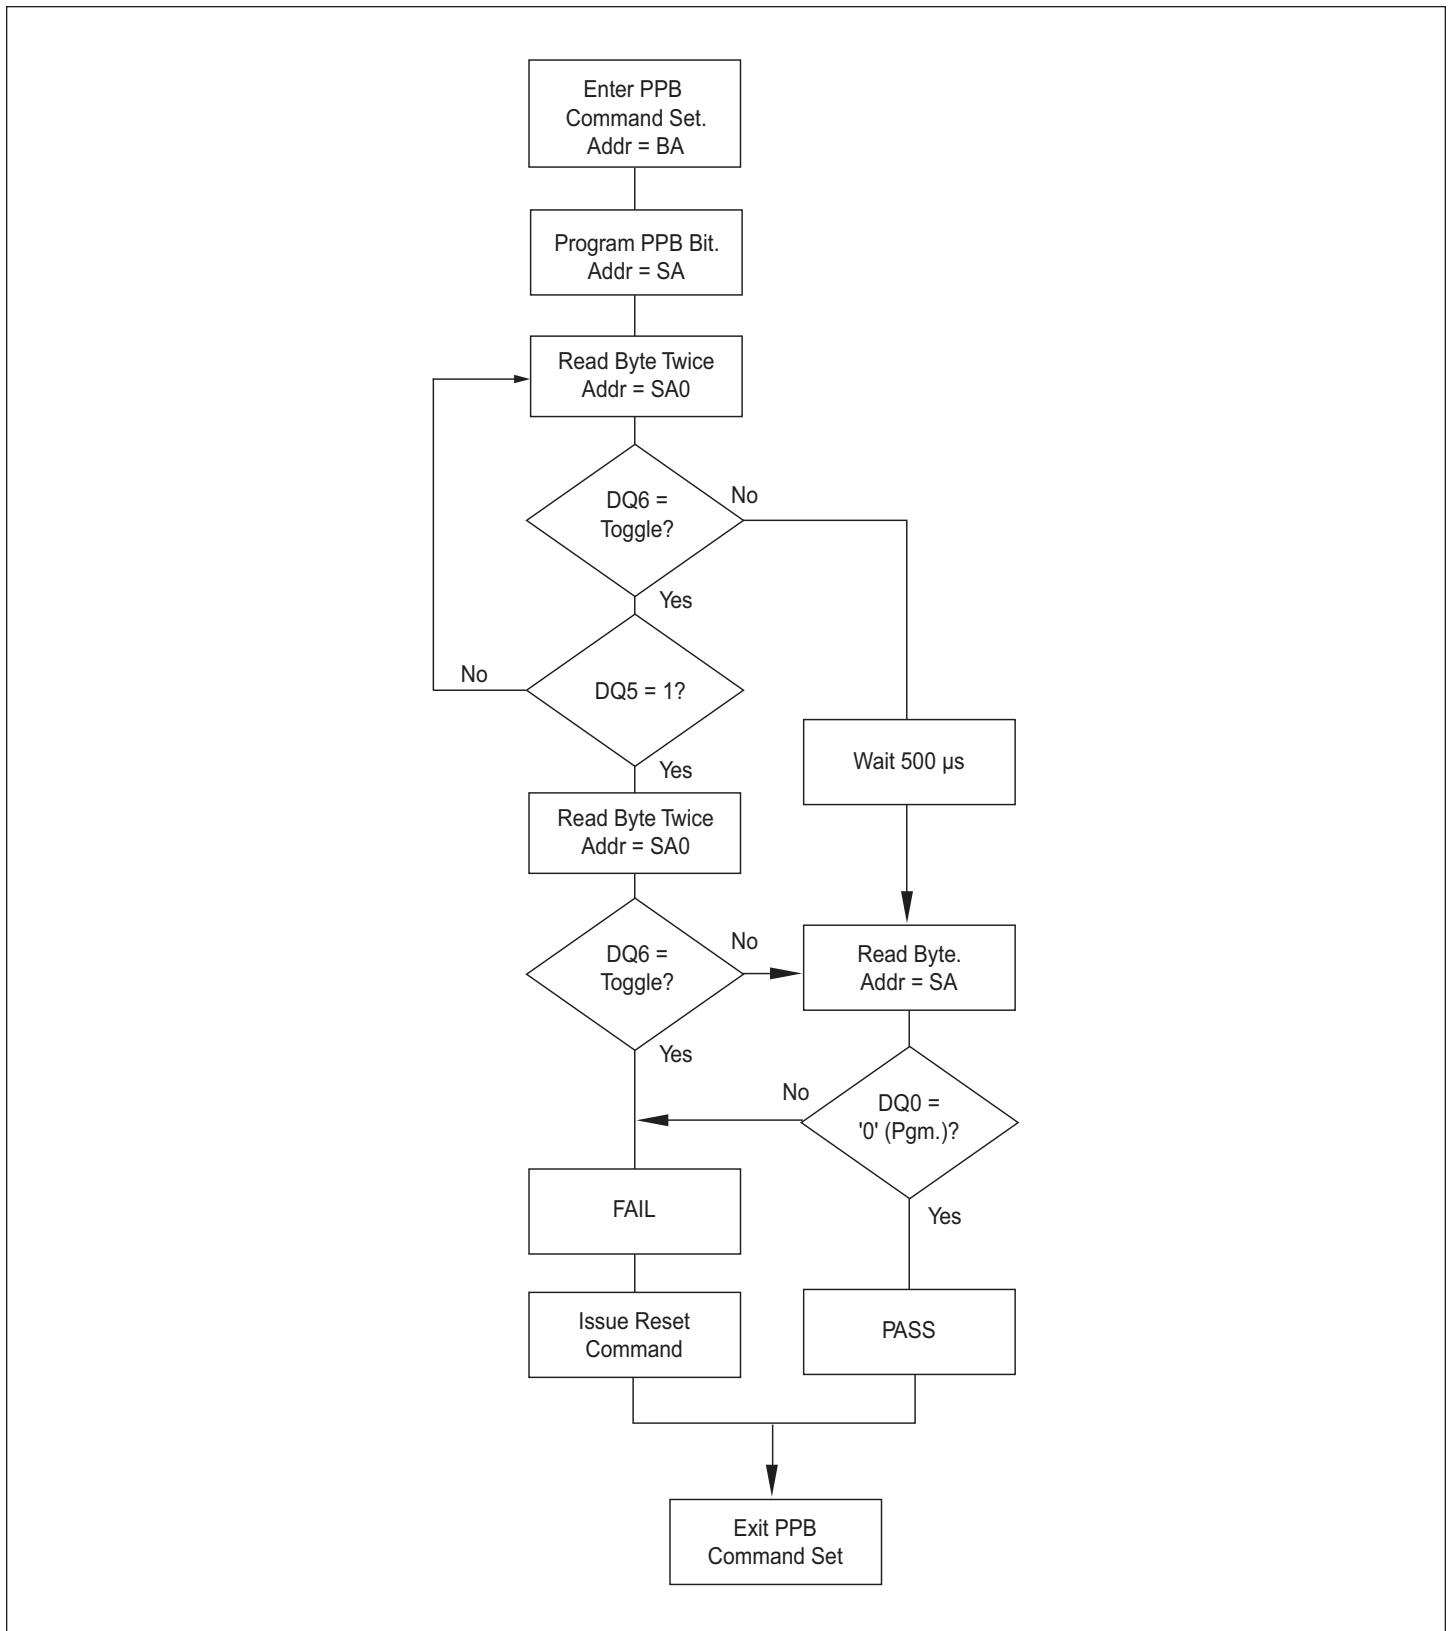 Enter PPB
Command Set.
Addr = BA
Program PPB Bit.
Addr = SA
Read Byte Twice
Addr = SA0
DQ6 =
Toggle?
No
Yes
DQ5 = 1?
No
Yes
Wait 500 µs
Read Byte Twice
Addr = SA0
DQ6 =
Toggle?
No
Yes
Read Byte.
Addr = SA
DQ0 =
'0' (Pgm.)?
No
Yes
FAIL
Issue Reset
Command
PASS
Exit PPB
Command Set